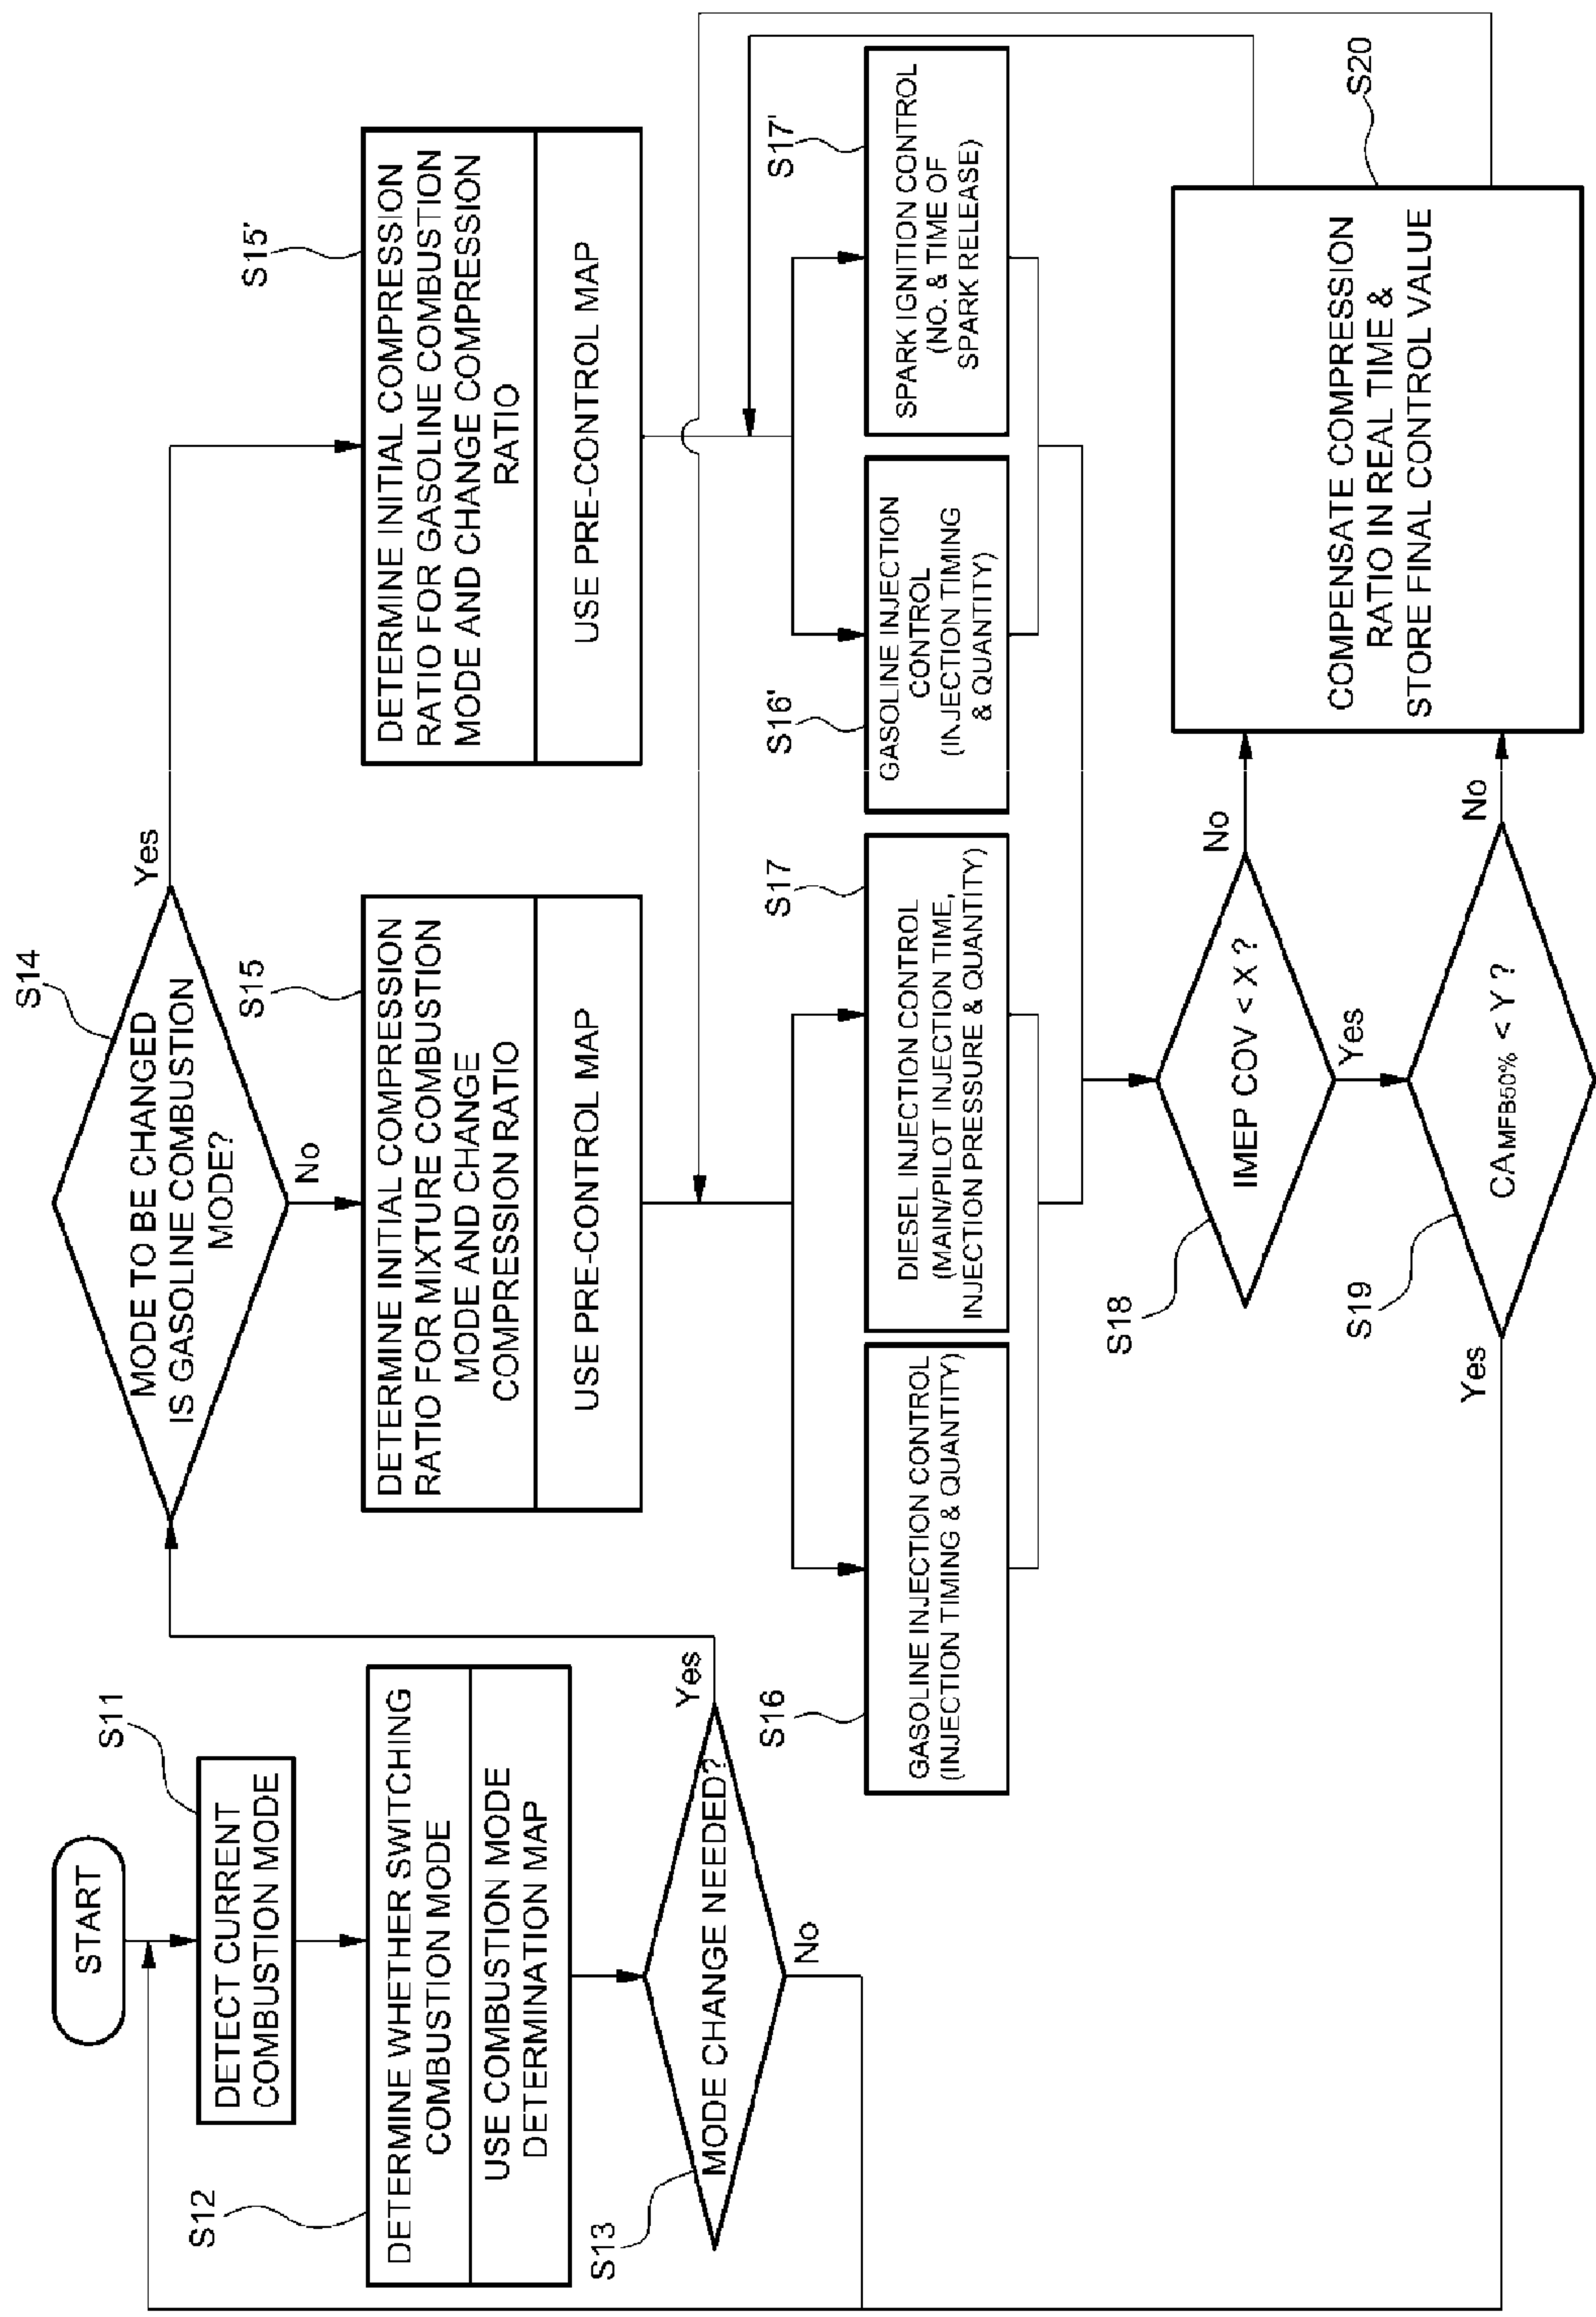 START
S11
DETECT CURRENT
COMBUSTION MODE
S12
DETERMINE WHETHER SWITCHING
COMBUSTION MODE
USE COMBUSTION MODE
DETERMINATION MAP
S13
MODE CHANGE NEEDED?
Yes
No
S14
MODE TO BE CHANGED
IS GASOLINE COMBUSTION
MODE?
Yes
No
S15
DETERMINE INITIAL COMPRESSION
RATIO FOR MIXTURE COMBUSTION
MODE AND CHANGE
COMPRESSION RATIO
USE PRE-CONTROL MAP
S15'
DETERMINE INITIAL COMPRESSION
RATIO FOR GASOLINE COMBUSTION
MODE AND CHANGE COMPRESSION
RATIO
USE PRE-CONTROL MAP
S16
GASOLINE INJECTION CONTROL
(INJECTION TIMING & QUANTITY)
S17
DIESEL INJECTION CONTROL
(MAIN/PILOT INJECTION TIME,
INJECTION PRESSURE & QUANTITY)
S16'
GASOLINE INJECTION
CONTROL
(INJECTION TIMING
& QUANTITY)
S17'
SPARK IGNITION CONTROL
(NO. & TIME OF
SPARK RELEASE)
S18
IMEP COV < X ?
No
Yes
S19
CAMFB50% < Y ?
Yes
No
S20
COMPENSATE COMPRESSION
RATIO IN REAL TIME &
STORE FINAL CONTROL VALUE